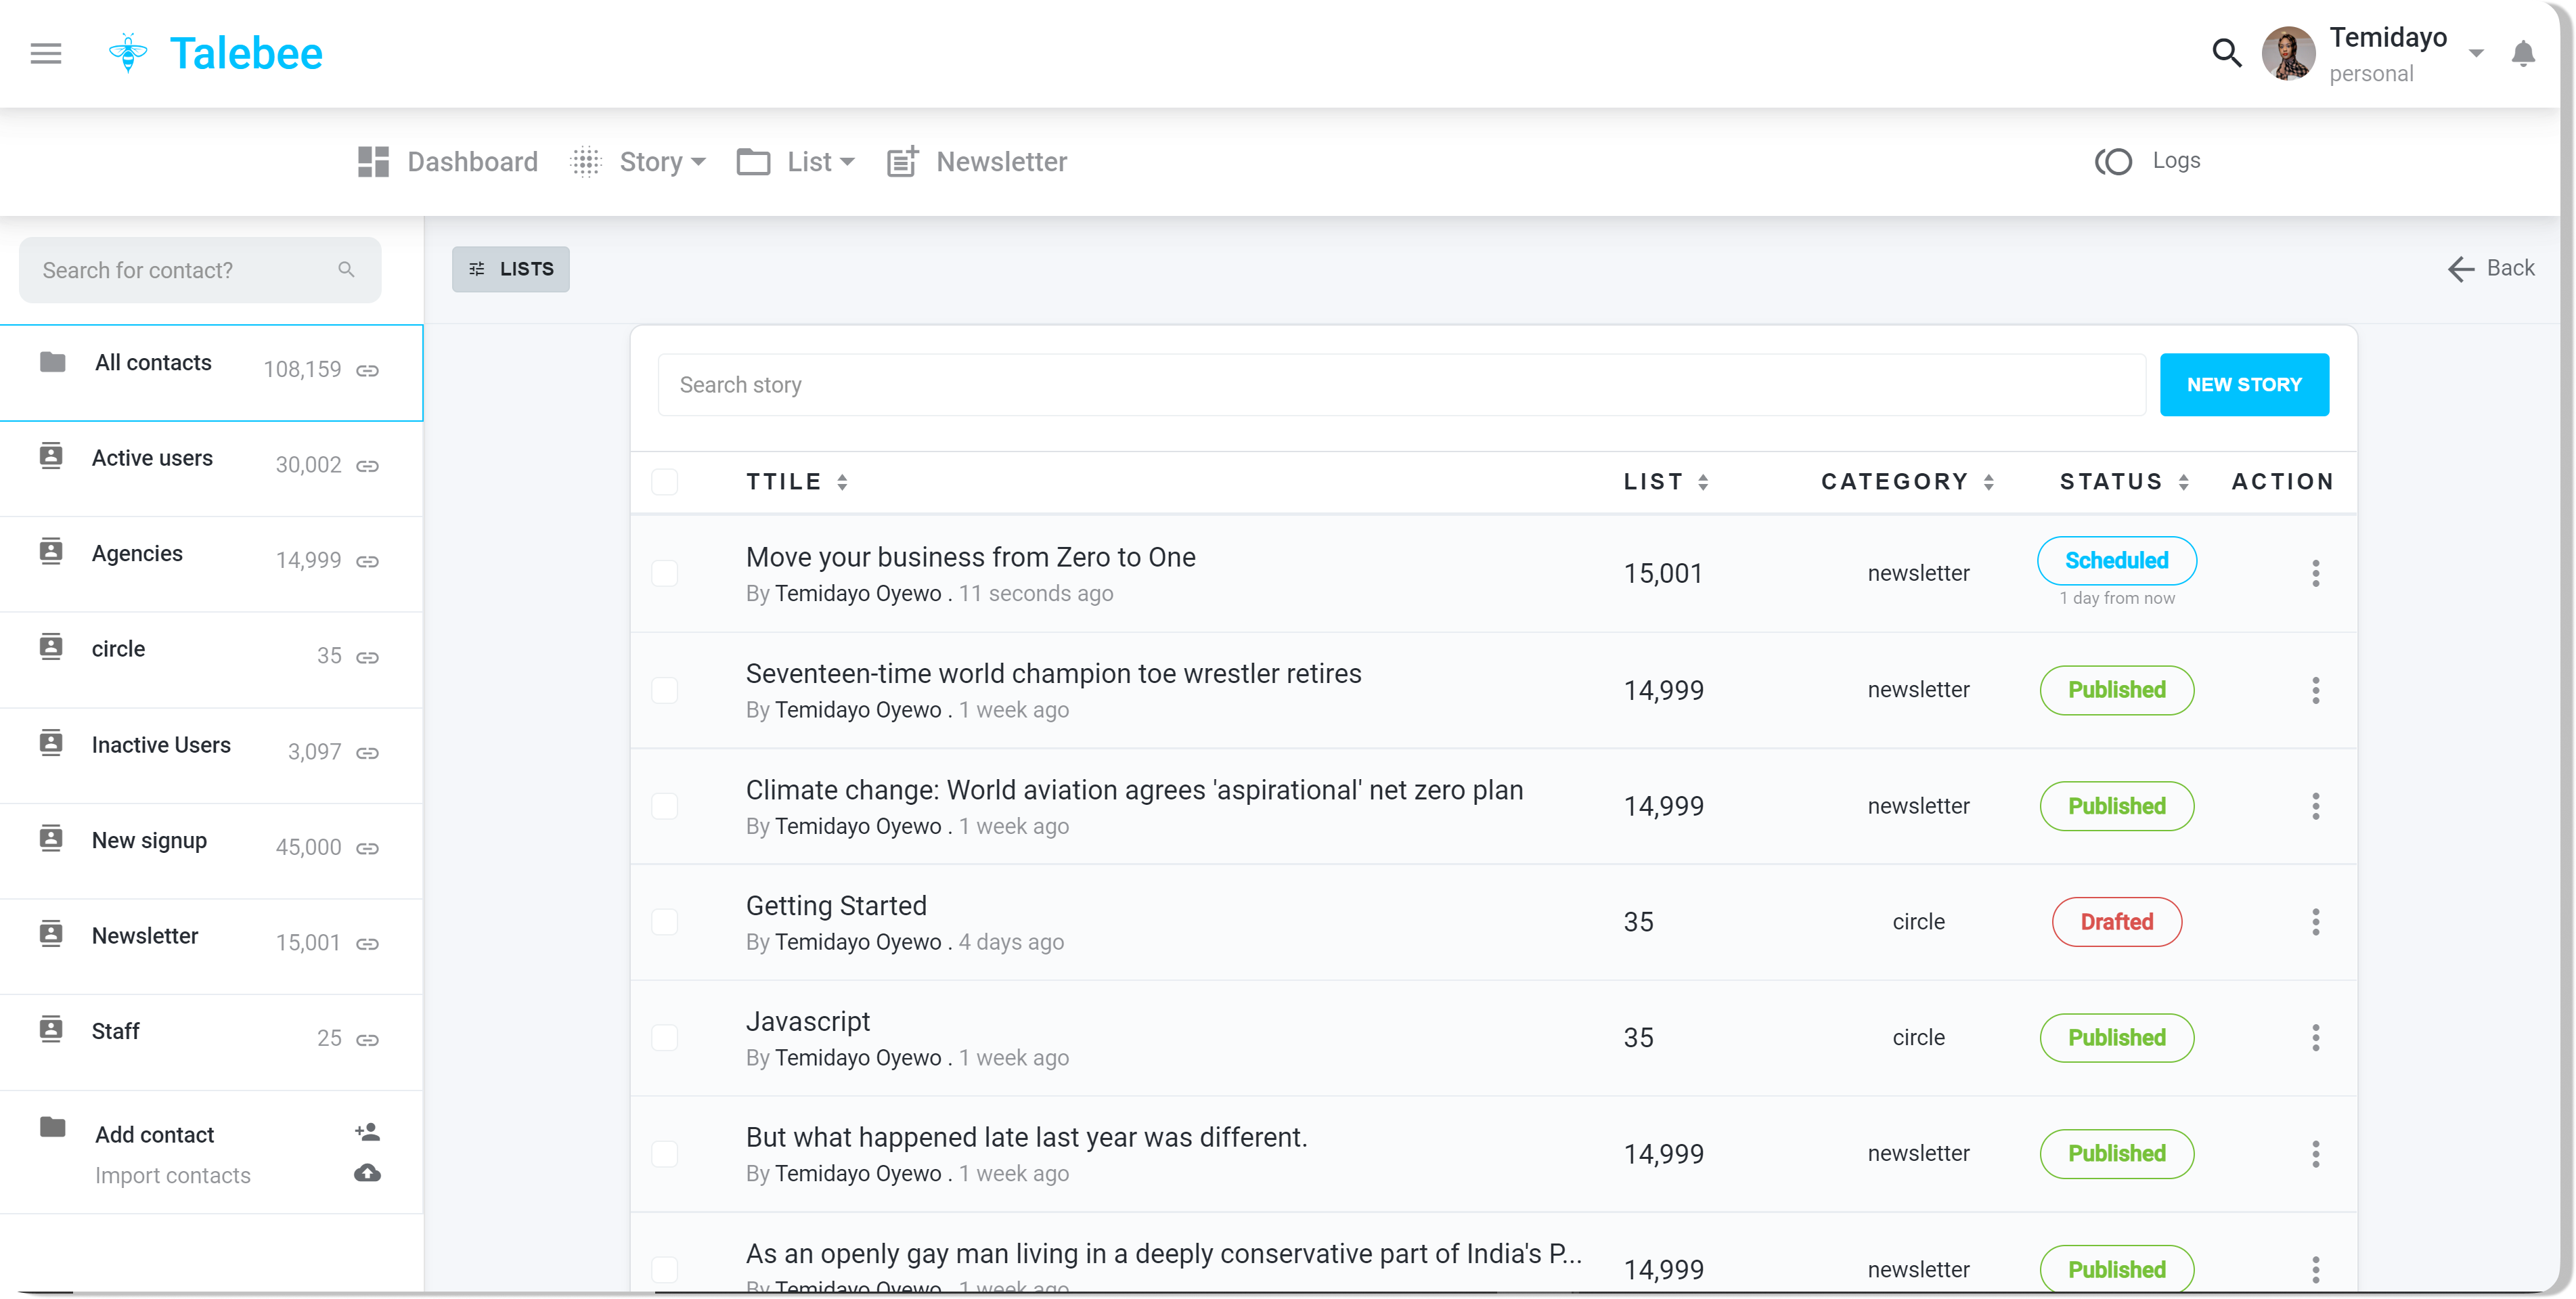 Talebee
Temidayo
personal
Dashboard
Story
List
Newsletter
Logs
Search for contact?
LISTS
Back
All contacts 108,159
Active users 30,002
Agencies 14,999
circle 35
Inactive Users 3,097
New signup 45,000
Newsletter 15,001
Staff 25
Add contact
Import contacts
Search story
NEW STORY
TTILE LIST CATEGORY STATUS ACTION
Move your business from Zero to One
By Temidayo Oyewo . 11 seconds ago
15,001 newsletter Scheduled
1 day from now
Seventeen-time world champion toe wrestler retires
By Temidayo Oyewo . 1 week ago
14,999 newsletter Published
Climate change: World aviation agrees 'aspirational' net zero plan
By Temidayo Oyewo . 1 week ago
14,999 newsletter Published
Getting Started
By Temidayo Oyewo . 4 days ago
35 circle Drafted
Javascript
By Temidayo Oyewo . 1 week ago
35 circle Published
But what happened late last year was different.
By Temidayo Oyewo . 1 week ago
14,999 newsletter Published
As an openly gay man living in a deeply conservative part of India's P...
By Temidayo Oyewo . 1 week ago
14,999 newsletter Published